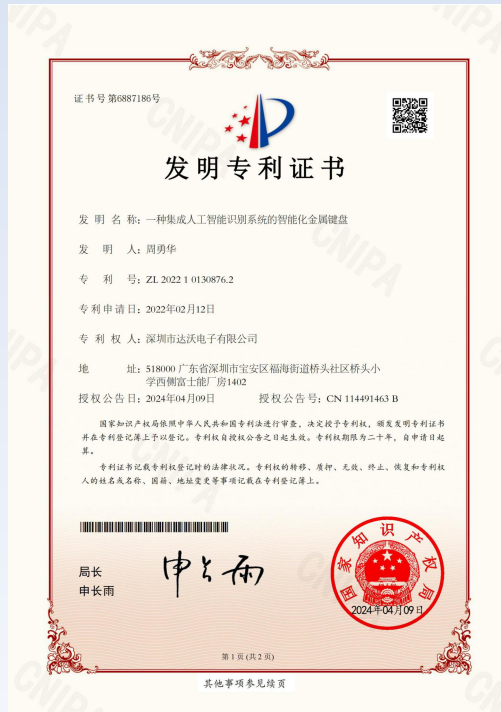 证书号第6887186号
发明专利证书
发 明 名 称：一种集成人工智能识别系统的智能化金属键盘
发 明 人：周勇华
专 利 号：ZL 2022 1 0130876.2
专利申请日：2022年02月12日
专 利 权 人：深圳市达沃电子有限公司
地 址：518000 广东省深圳市宝安区福海街道桥头社区桥头小
学西侧富士能厂房1402
授权公告日：2024年04月09日 授权公告号：CN 114491463 B
国家知识产权局依照中华人民共和国专利法进行审查，决定授予专利权，颁发发明专利证书
并在专利登记簿上予以登记。专利权自授权公告之日起生效。专利权期限为二十年，自申请日起
算。
专利证书记载专利权登记时的法律状况。专利权的转移、质押、无效、终止、恢复和专利权
人的姓名或名称、国籍、地址变更等事项记载在专利登记簿上。
局长
申长雨
申长雨
国家知识产权局
2024年04月09日
第 1 页 (共 2 页)
其他事项参见续页
CNIPA
CNIPA
CNIPA
CNIPA
CNIPA